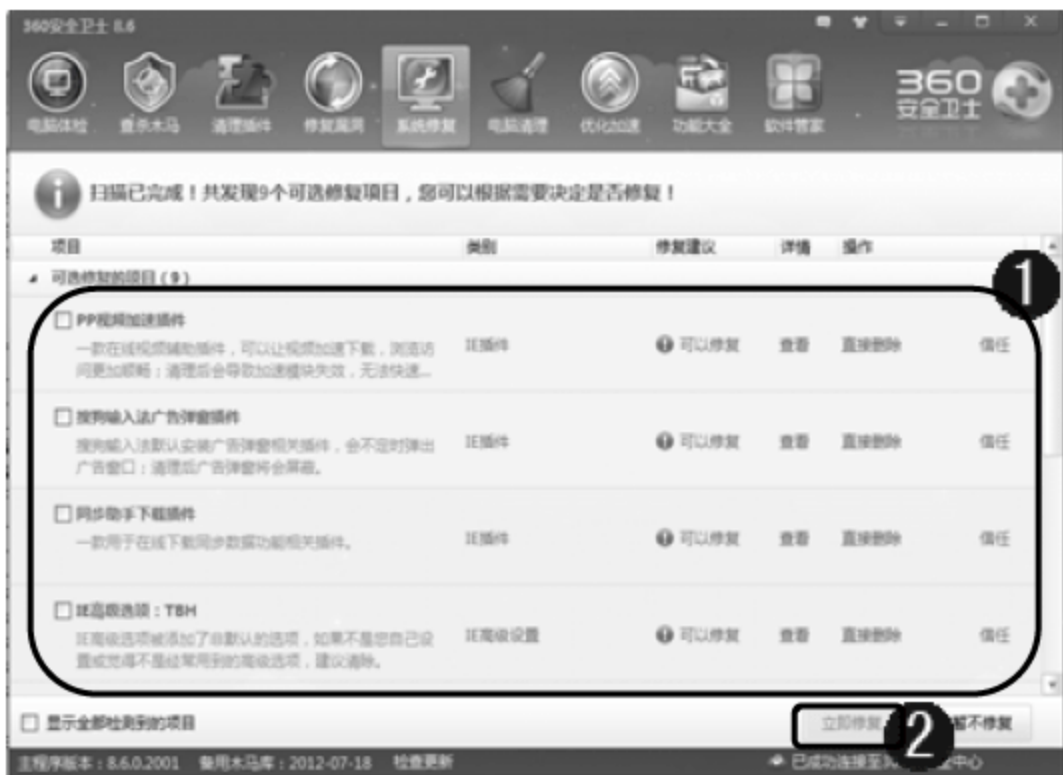 360安全卫士 8.6
电脑体检 查杀木马 清理插件 修复漏洞 系统修复 电脑清理 优化加速 功能大全 软件管家
360
安全卫士
扫描已完成！共发现9个可选修复项目，您可以根据需要决定是否修复！
项目 类别 修复建议 详情 操作
可选修复的项目（9）
1
PP视频加速插件
一款在线视频辅助插件，可以让视频加速下载，浏览访
问更加顺畅；清理后会导致加速模块失效，无法快速...
IE插件 可以修复 查看 直接删除 信任
搜狗输入法广告弹窗插件
搜狗输入法默认安装广告弹窗相关插件，会不定时弹出
广告窗口；清理后广告弹窗将会屏蔽。
IE插件 可以修复 查看 直接删除 信任
同步助手下载插件
一款用于在线下载同步数据功能相关插件。
IE插件 可以修复 查看 直接删除 信任
IE高级选项：TBH
IE高级选项被添加了非默认的选项，如果不是您自己设
置或觉得不是经常用到的高级选项，建议清除。
IE高级设置 可以修复 查看 直接删除 信任
显示全部检测到的项目
立即修复 2 暂不修复
主程序版本：8.6.0.2001 备用木马库：2012-07-18 检查更新
已成功连接至 中心